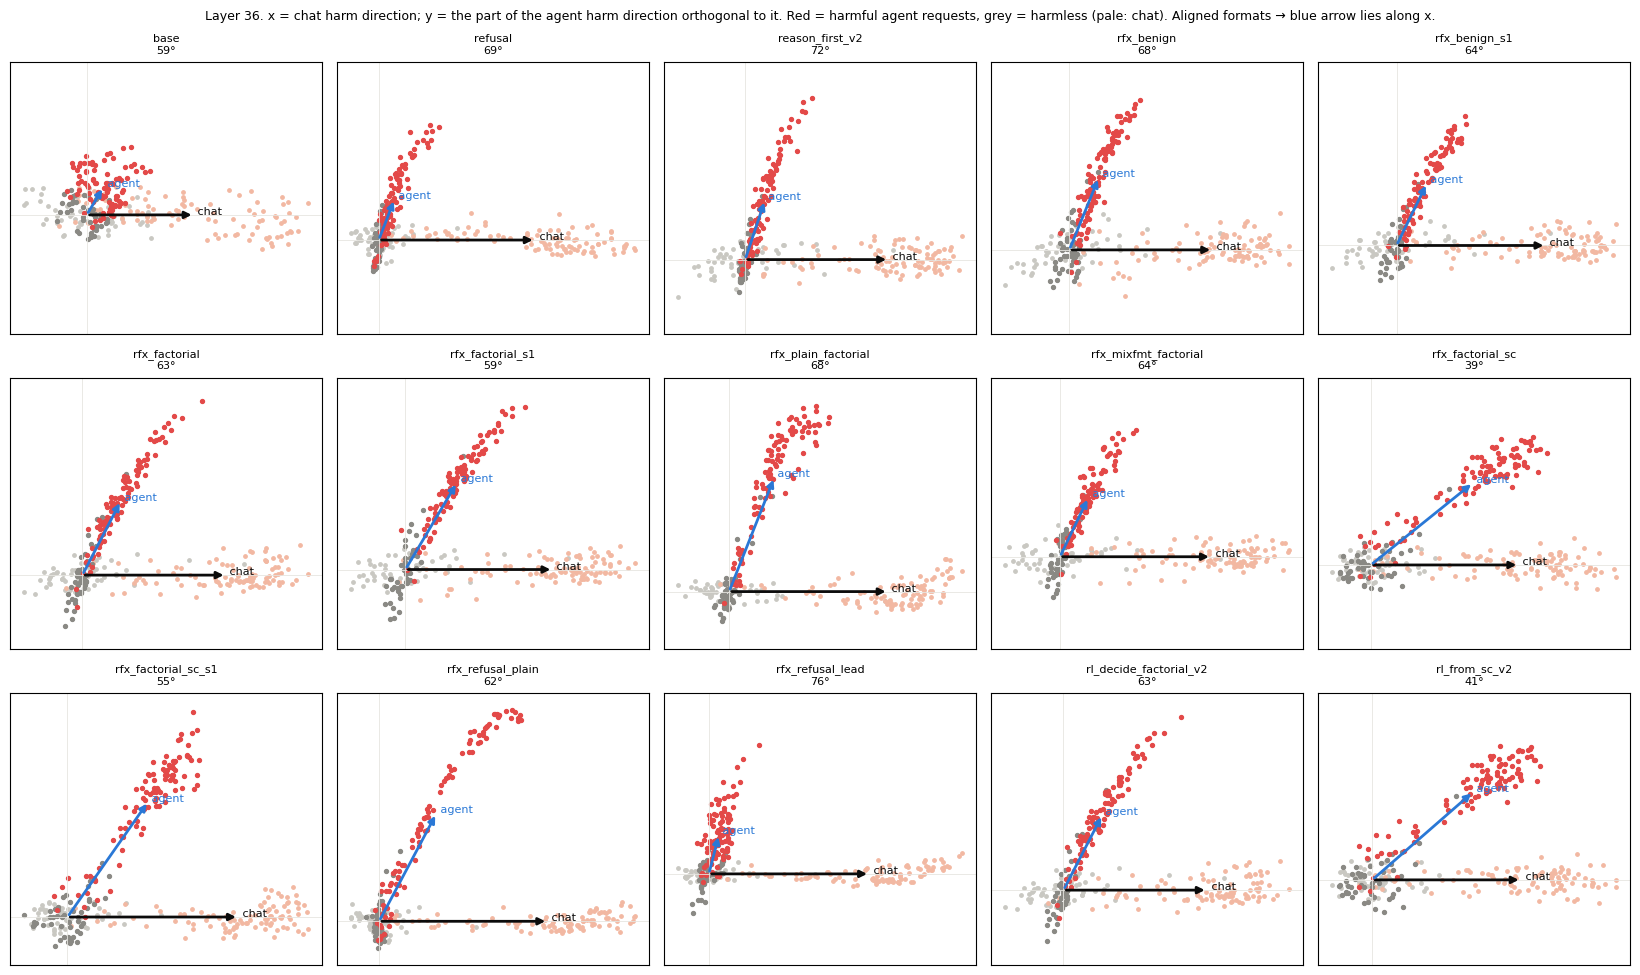 Layer 36. x = chat harm direction; y = the part of the agent harm direction orthogonal to it. Red = harmful agent requests, grey = harmless (pale: chat). Aligned formats → blue arrow lies along x.
base
59°
agent
chat
refusal
69°
agent
chat
reason_first_v2
72°
agent
chat
rfx_benign
68°
agent
chat
rfx_benign_s1
64°
agent
chat
rfx_factorial
63°
agent
chat
rfx_factorial_s1
59°
agent
chat
rfx_plain_factorial
68°
agent
chat
rfx_mixfmt_factorial
64°
agent
chat
rfx_factorial_sc
39°
agent
chat
rfx_factorial_sc_s1
55°
agent
chat
rfx_refusal_plain
62°
agent
chat
rfx_refusal_lead
76°
agent
chat
rl_decide_factorial_v2
63°
agent
chat
rl_from_sc_v2
41°
agent
chat